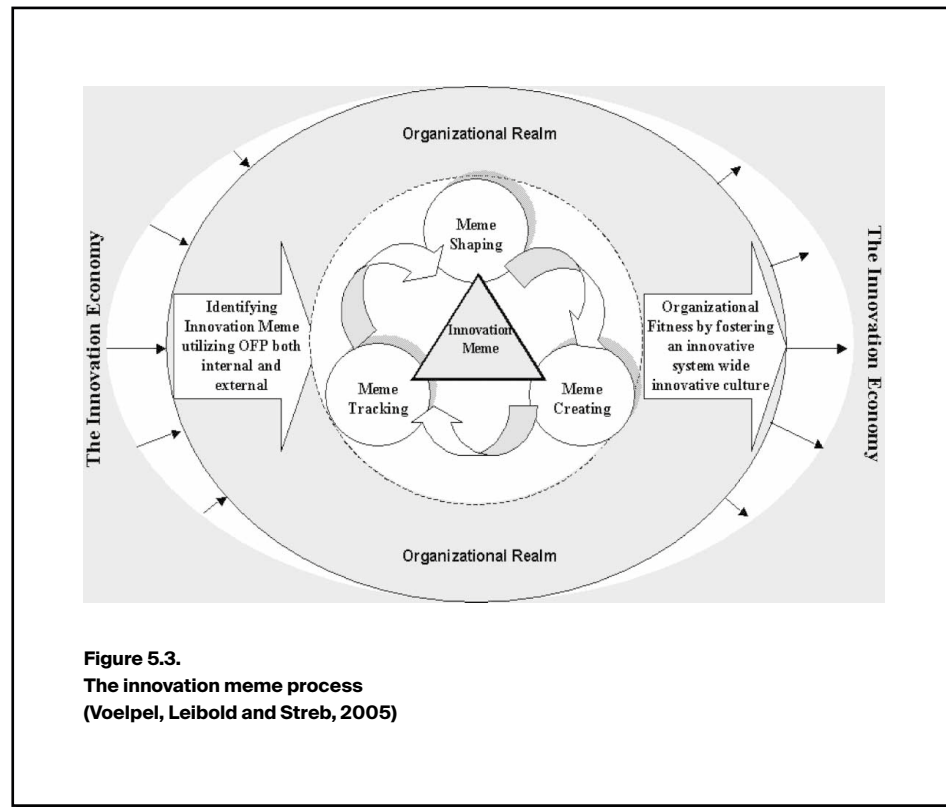 Organizational Realm
The Innovation Economy
Identifying
Innovation Meme
utilizing OFP both
internal and
external
Meme
Shaping
Innovation
Meme
Meme
Tracking
Meme
Creating
Organizational
Fitness by fostering
an innovative
system wide
innovative culture
The Innovation Economy
Organizational Realm
Figure 5.3.
The innovation meme process
(Voelpel, Leibold and Streb, 2005)